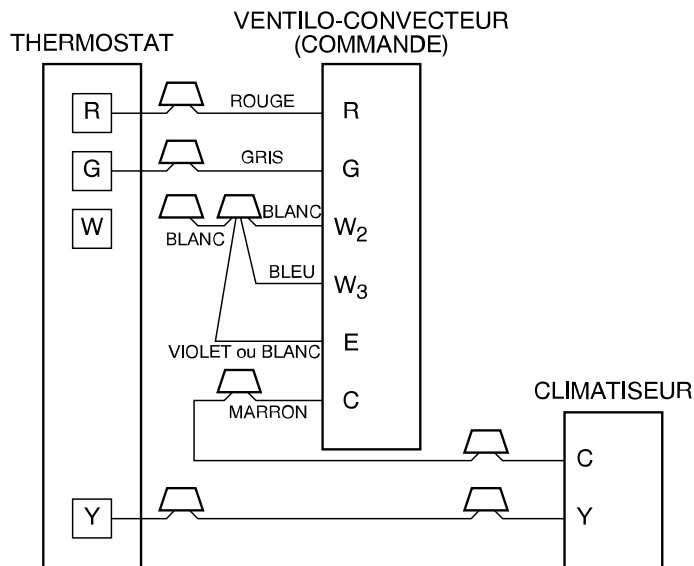 VENTILO-CONVECTEUR
(COMMANDE)
THERMOSTAT
R
ROUGE
R
G
GRIS
G
W
BLANC
BLANC
W2
BLEU
W3
VIOLET ou BLANC
E
MARRON
C
CLIMATISEUR
C
Y
Y